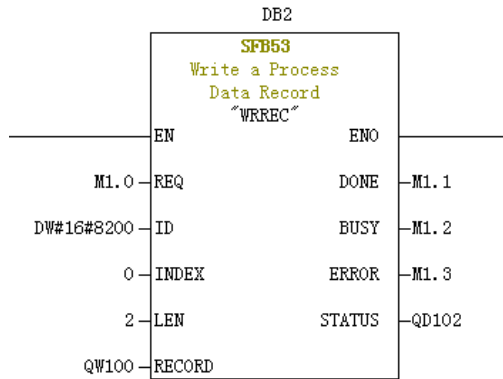 DB2
SFB53
Write a Process
Data Record
"WRREC"
EN ENO
M1.0 REQ DONE M1.1
DW#16#8200 ID BUSY M1.2
0 INDEX ERROR M1.3
2 LEN STATUS QD102
QW100 RECORD